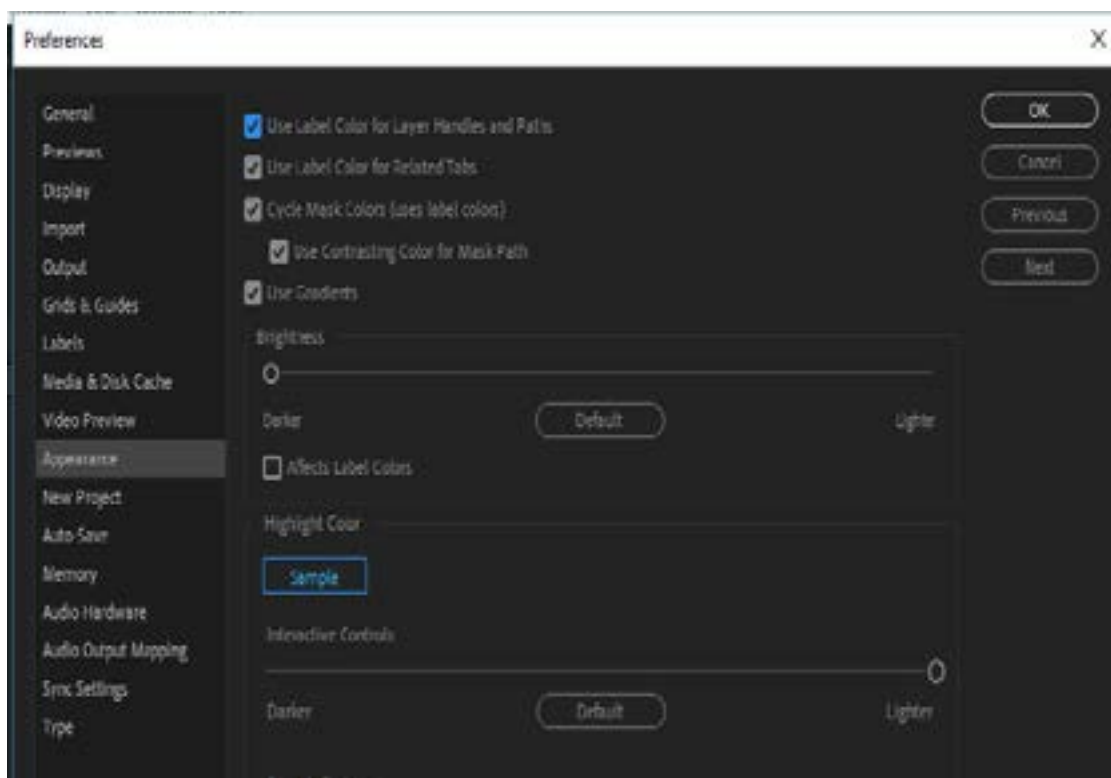 Preferences
General
Previews
Display
Import
Output
Grids & Guides
Labels
Media & Disk Cache
Video Preview
Appearance
New Project
Auto-Save
Memory
Audio Hardware
Audio Output Mapping
Sync Settings
Type
Use Label Color for Layer Handles and Paths
Use Label Color for Related Tabs
Cycle Mask Colors (uses label colors)
Use Contrasting Color for Mask Path
Use Gradients
Brightness
Darker Default Lighter
Affects Label Colors
Highlight Color
Sample
Interactive Controls
Darker Default Lighter
OK
Cancel
Previous
Next